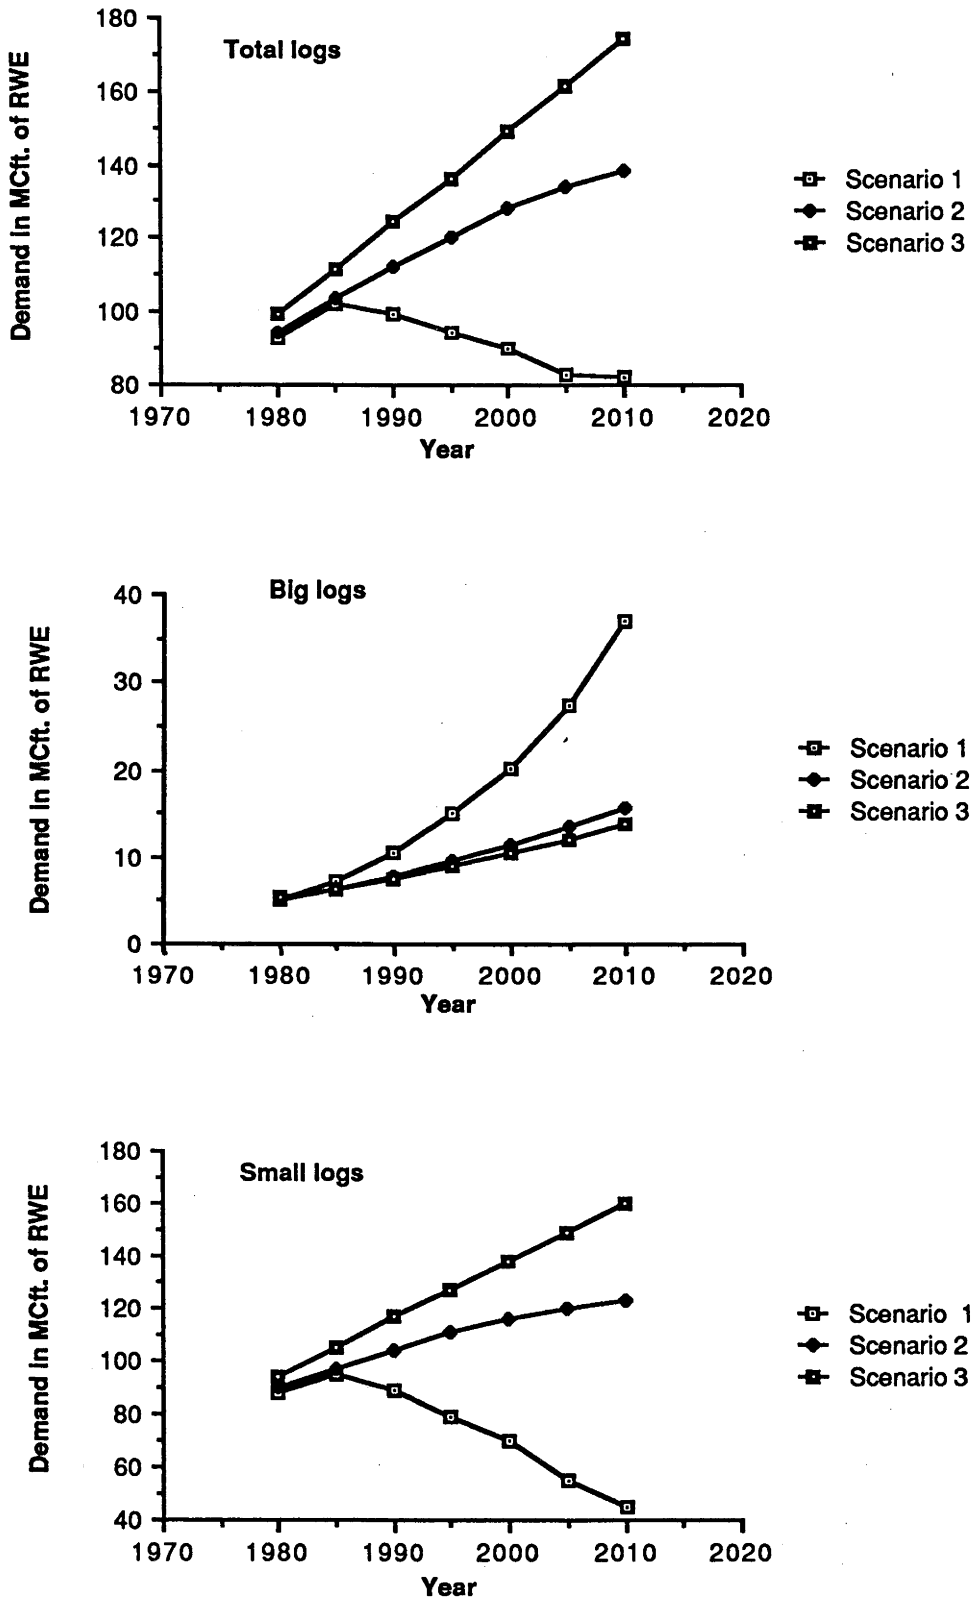 Total logs
Demand in MCft. of RWE
180
160
140
120
100
80
1970 1980 1990 2000 2010 2020
Year
Scenario 1
Scenario 2
Scenario 3
Big logs
Demand in MCft. of RWE
40
30
20
10
0
1970 1980 1990 2000 2010 2020
Year
Scenario 1
Scenario 2
Scenario 3
Small logs
Demand in MCft. of RWE
180
160
140
120
100
80
60
40
1970 1980 1990 2000 2010 2020
Year
Scenario 1
Scenario 2
Scenario 3